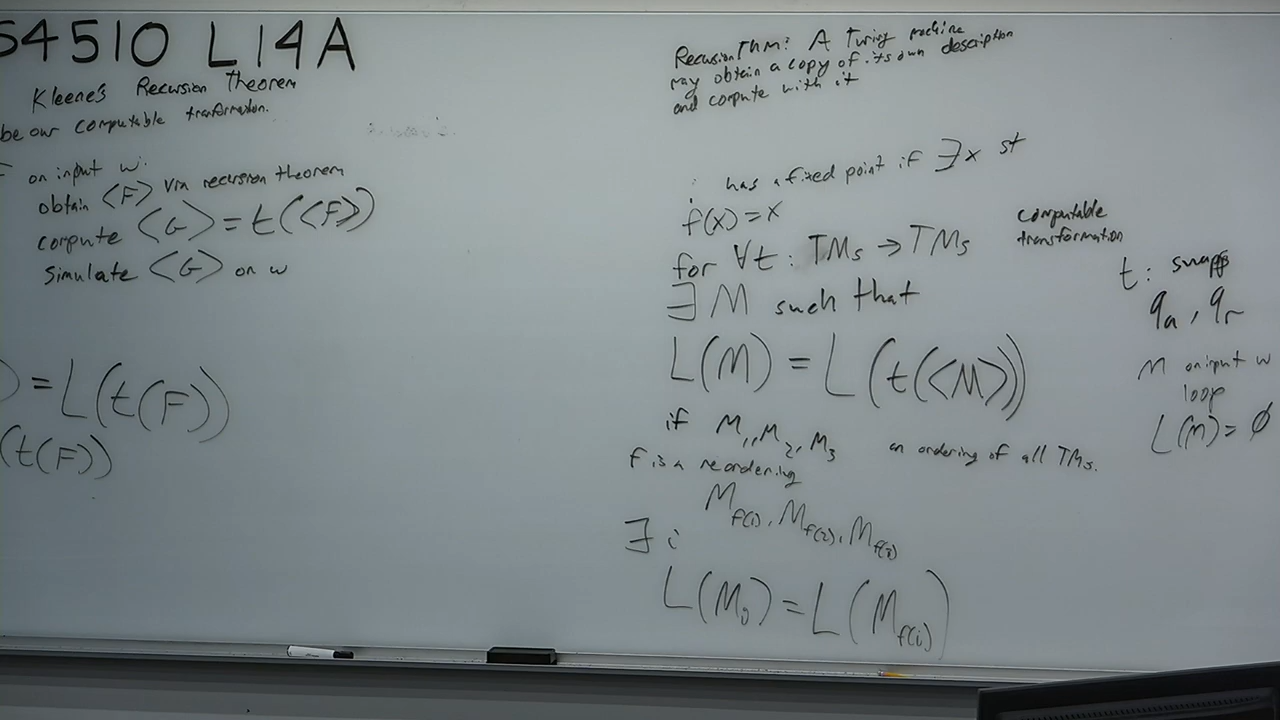 S4510 L14A
Kleene's Recursion Theorem
be our computable transformation.
F on input w:
obtain <F> via recursion theorem
compute <G> = t(<F>)
simulate <G> on w
) = L(t(F))
(t(F))
Recursion Thm: A Turing machine
may obtain a copy of its own description
and compute with it
has a fixed point if ∃x st
f(x)=x
for ∀t: TMs → TMs
computable
transformation
∃ M such that
L(M) = L(t(<M>))
if M₁, M₂, M₃ an ordering of all TMs.
f is a reordering
M_f(1), M_f(2), M_f(3)
∃ i
L(M_i) = L(M_f(i))
t: swaps
q_a, q_r
M on input w
loop
L(M) = ∅